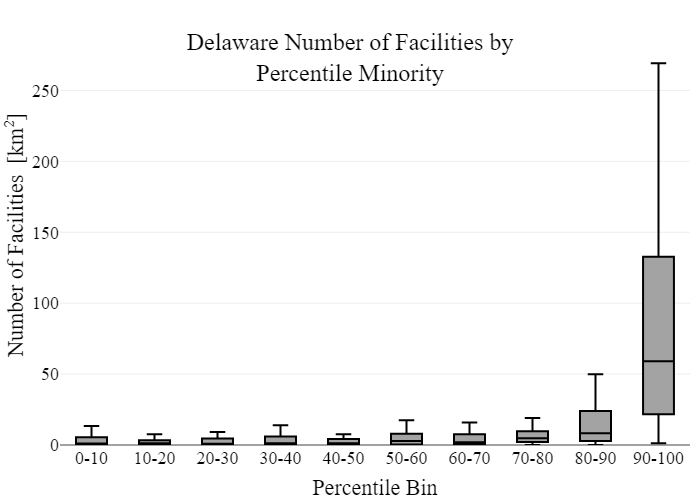 Delaware Number of Facilities by
Percentile Minority
Number of Facilities [km²]
250
200
150
100
50
0
0-10 10-20 20-30 30-40 40-50 50-60 60-70 70-80 80-90 90-100
Percentile Bin